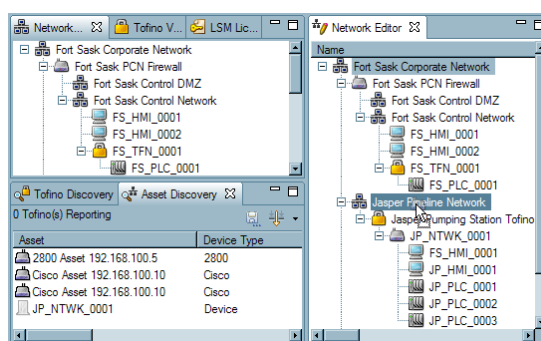 Network...
Tofino V...
LSM Lic...
Fort Sask Corporate Network
Fort Sask PCN Firewall
Fort Sask Control DMZ
Fort Sask Control Network
FS_HMI_0001
FS_HMI_0002
FS_TFN_0001
FS_PLC_0001
Tofino Discovery
Asset Discovery
0 Tofino(s) Reporting
Asset Device Type
2800 Asset 192.168.100.5 2800
Cisco Asset 192.168.100.10 Cisco
Cisco Asset 192.168.100.10 Cisco
JP_NTWK_0001 Device
Network Editor
Name
Fort Sask Corporate Network
Fort Sask PCN Firewall
Fort Sask Control DMZ
Fort Sask Control Network
FS_HMI_0001
FS_HMI_0002
FS_TFN_0001
FS_PLC_0001
Jasper Pipeline Network
Jasper Pumping Station Tofino
JP_NTWK_0001
FS_HMI_0001
JP_HMI_0001
JP_PLC_0001
JP_PLC_0002
JP_PLC_0003